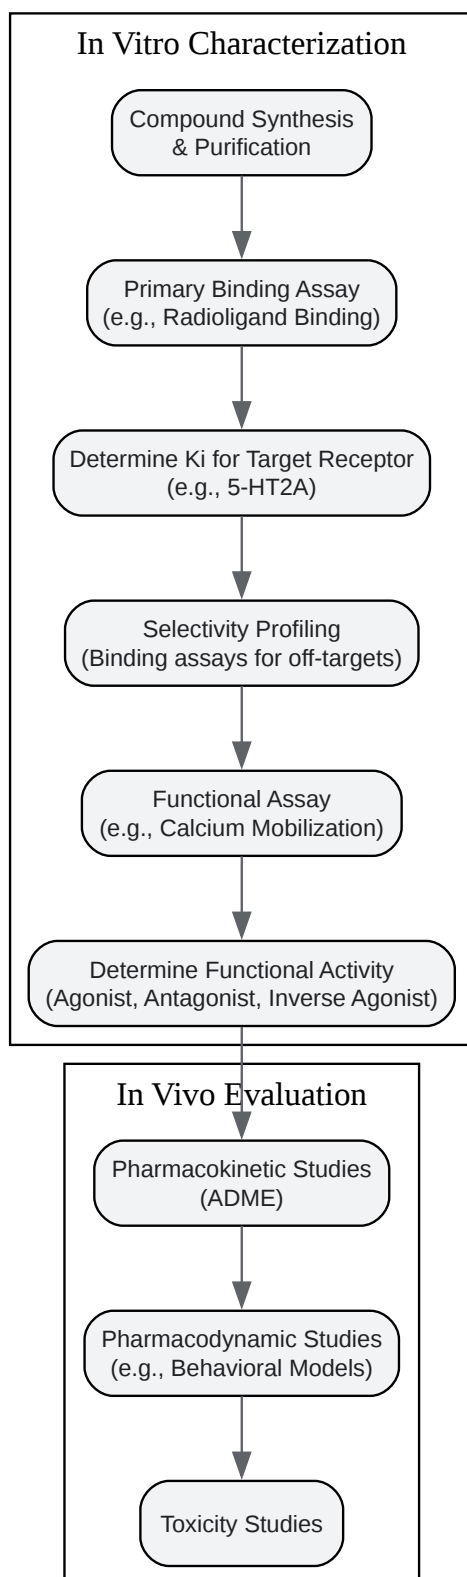 In Vitro Characterization
Compound Synthesis
& Purification
Primary Binding Assay
(e.g., Radioligand Binding)
Determine Ki for Target Receptor
(e.g., 5-HT2A)
Selectivity Profiling
(Binding assays for off-targets)
Functional Assay
(e.g., Calcium Mobilization)
Determine Functional Activity
(Agonist, Antagonist, Inverse Agonist)
In Vivo Evaluation
Pharmacokinetic Studies
(ADME)
Pharmacodynamic Studies
(e.g., Behavioral Models)
Toxicity Studies